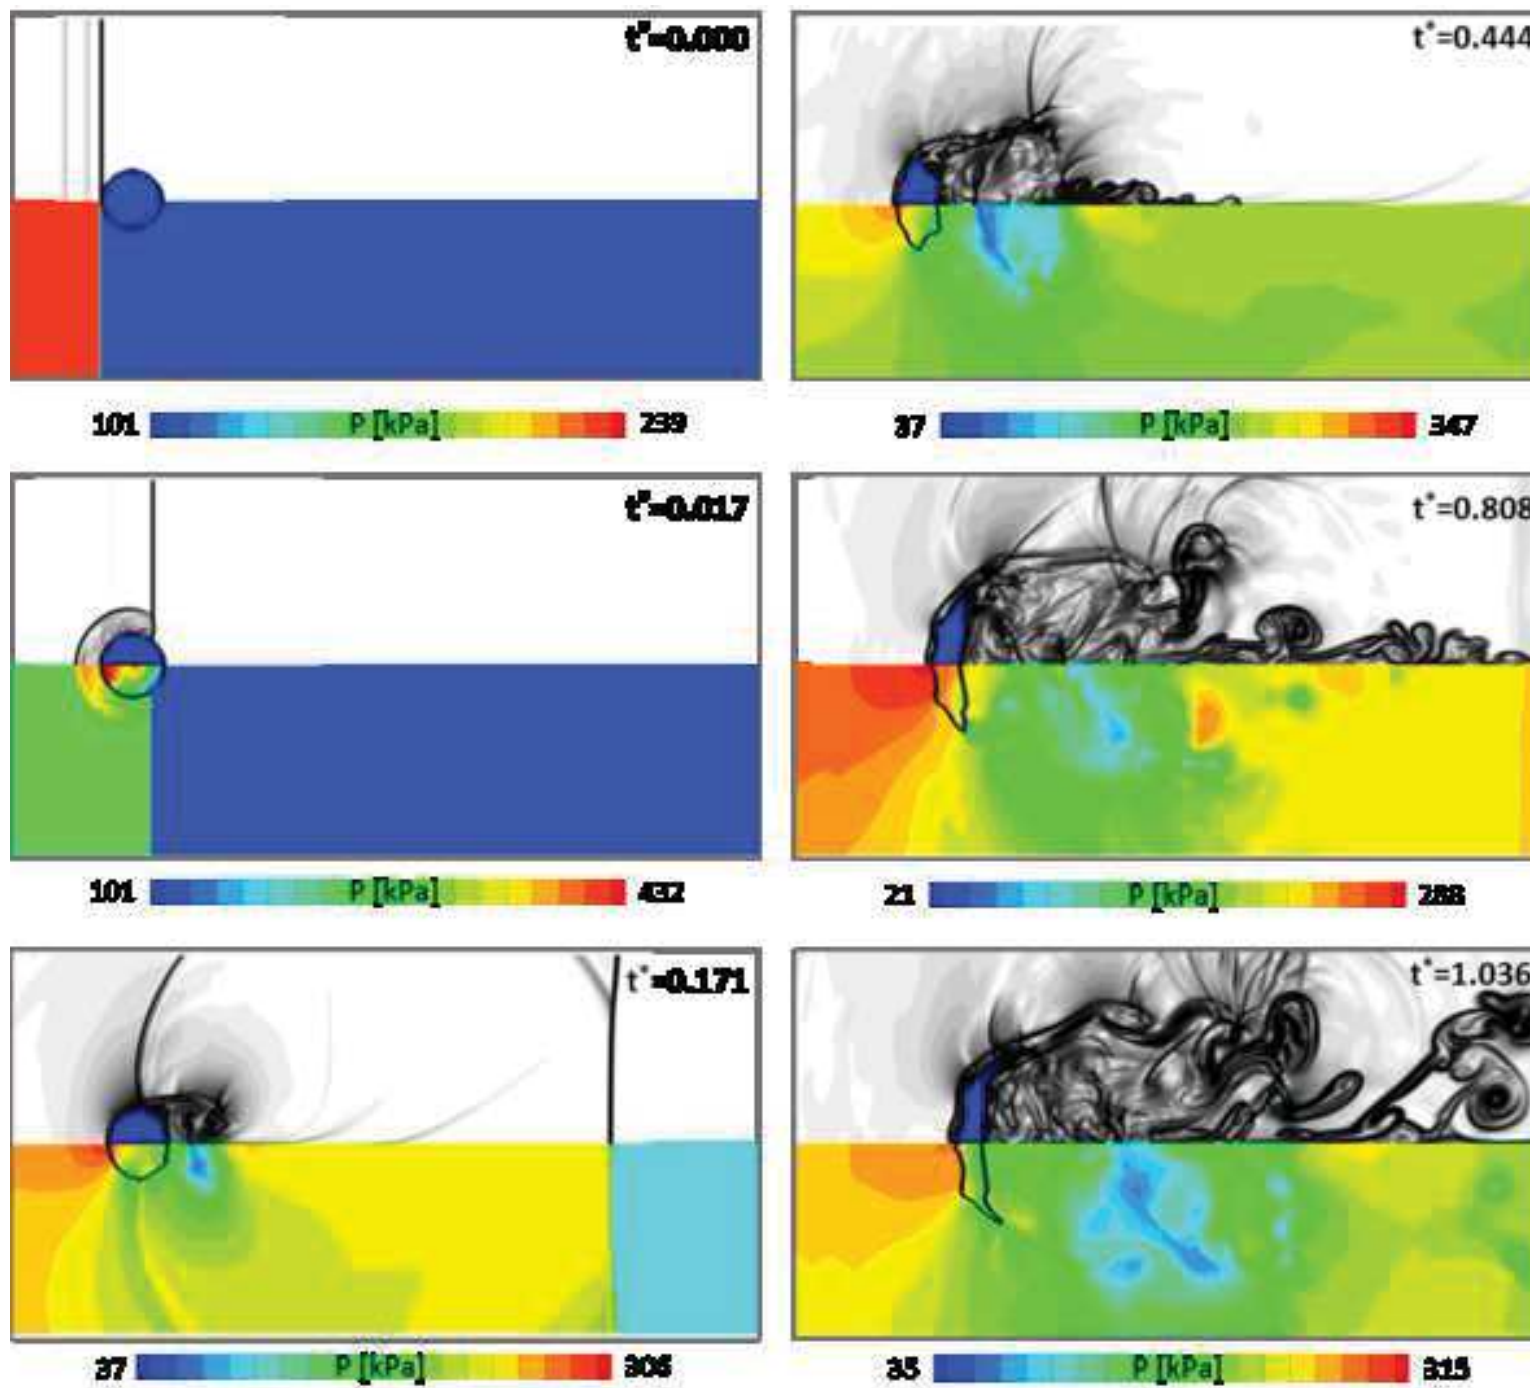 t*=0.000
101 P [kPa] 239
t*=0.017
101 P [kPa] 432
t*=0.171
37 P [kPa] 306
t*=0.444
P [kPa] 347
t*=0.808
21 P [kPa] 288
t*=1.036
35 P [kPa] 315